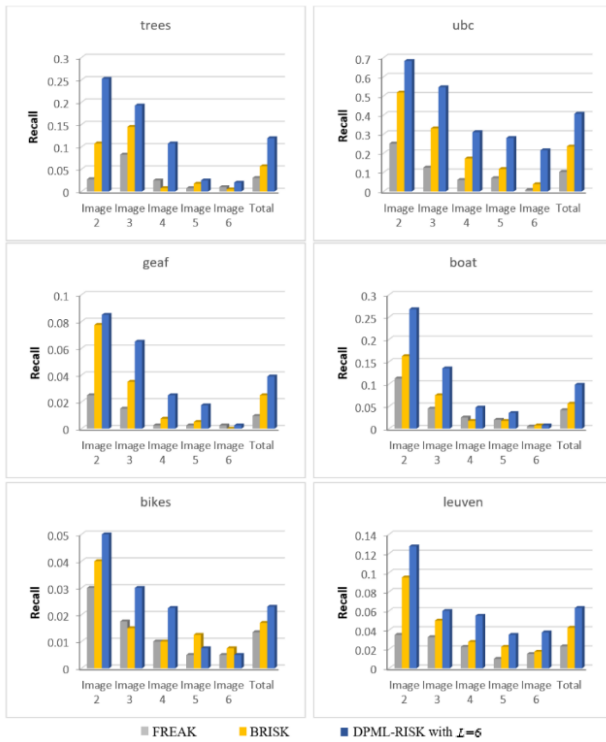 trees
0.3
0.25
0.2
0.15
0.1
0.05
0
Recall
Image Image Image Image Image Total
2 3 4 5 6
ubc
0.7
0.6
0.5
0.4
0.3
0.2
0.1
0
Recall
Image Image Image Image Image Total
2 3 4 5 6
geaf
0.1
0.08
0.06
0.04
0.02
0
Recall
Image Image Image Image Image Total
2 3 4 5 6
boat
0.3
0.25
0.2
0.15
0.1
0.05
0
Recall
Image Image Image Image Image Total
2 3 4 5 6
bikes
0.05
0.04
0.03
0.02
0.01
0
Recall
Image Image Image Image Image Total
2 3 4 5 6
leuven
0.14
0.12
0.1
0.08
0.06
0.04
0.02
0
Recall
Image Image Image Image Image Total
2 3 4 5 6
FREAK BRISK DPML-RISK with L=6